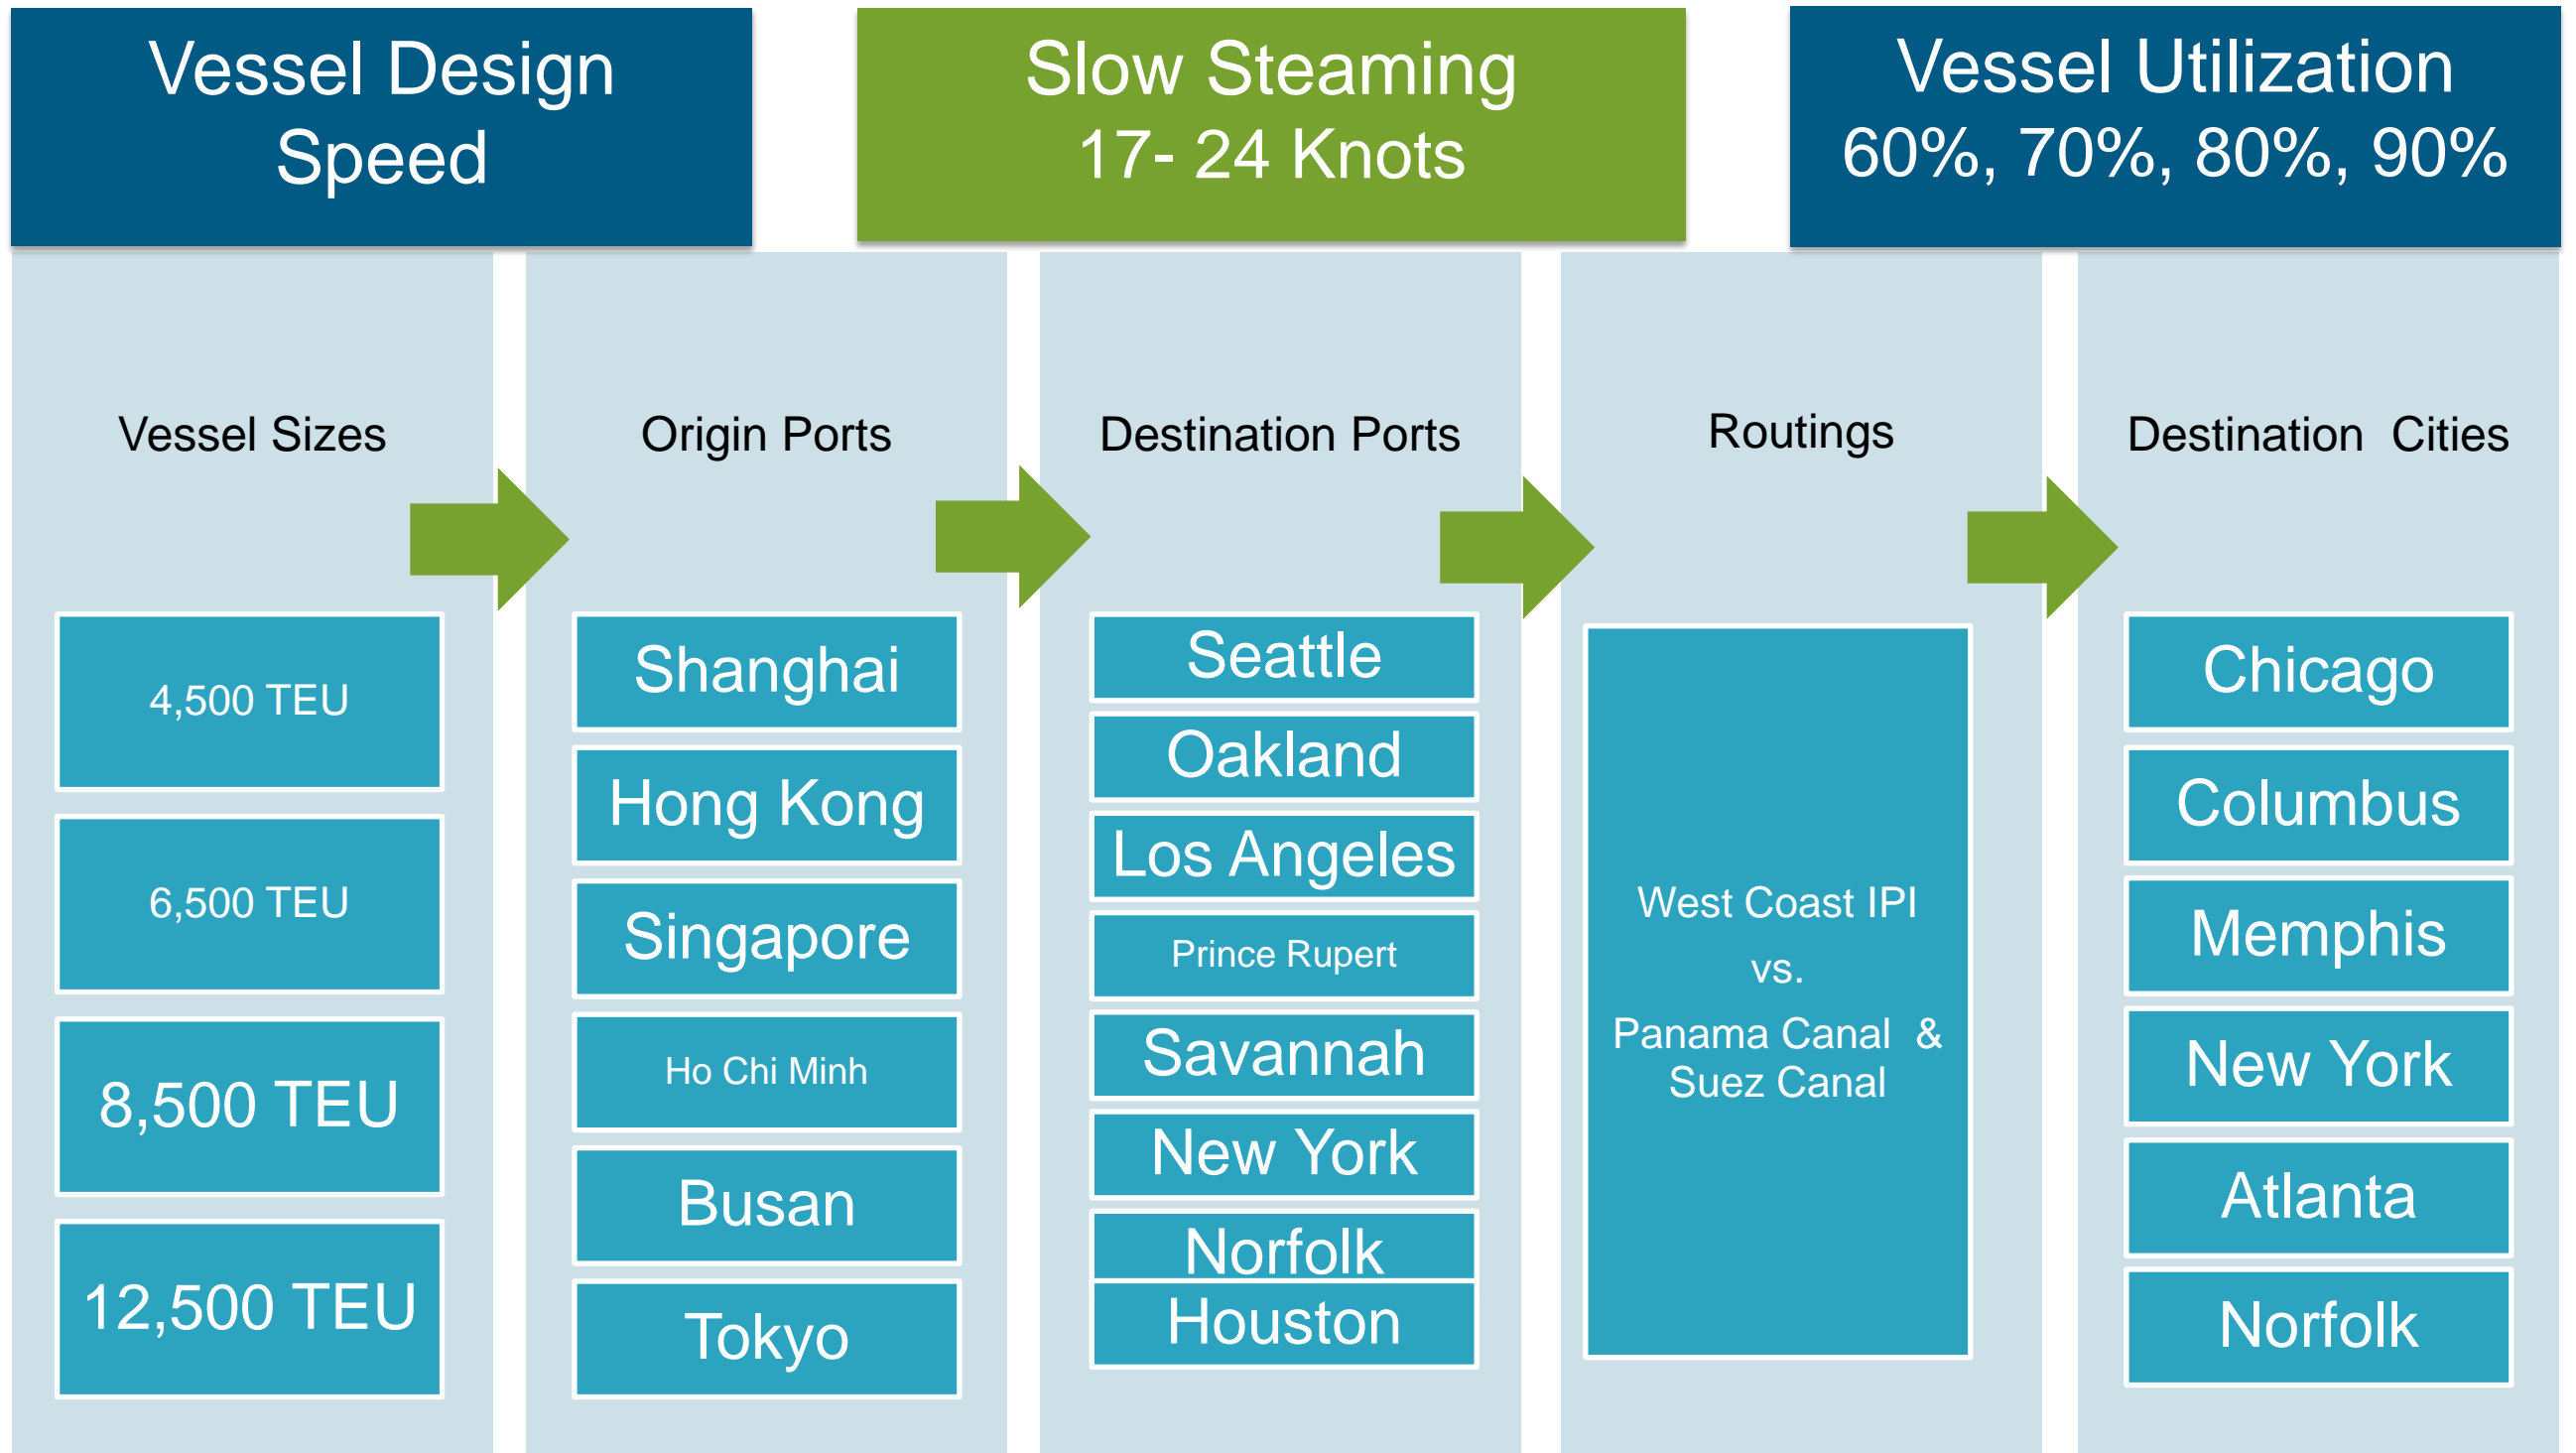 Vessel Design
Speed
Slow Steaming
17- 24 Knots
Vessel Utilization
60%, 70%, 80%, 90%
Vessel Sizes
4,500 TEU
6,500 TEU
8,500 TEU
12,500 TEU
Origin Ports
Shanghai
Hong Kong
Singapore
Ho Chi Minh
Busan
Tokyo
Destination Ports
Seattle
Oakland
Los Angeles
Prince Rupert
Savannah
New York
Norfolk
Houston
Routings
West Coast IPI
vs.
Panama Canal &
Suez Canal
Destination Cities
Chicago
Columbus
Memphis
New York
Atlanta
Norfolk